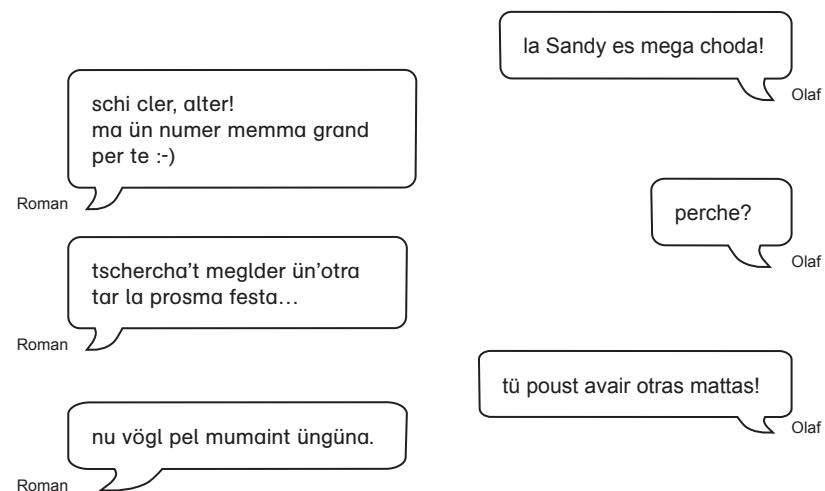 la Sandy es mega choda!
Olaf
schi cler, alter!
ma ün numer memma grand
per te :-)
Roman
perche?
Olaf
tschercha't meglder ün'otra
tar la prosma festa…
Roman
tü poust avair otras mattas!
Olaf
nu vögl pel mumaint üngüna.
Roman